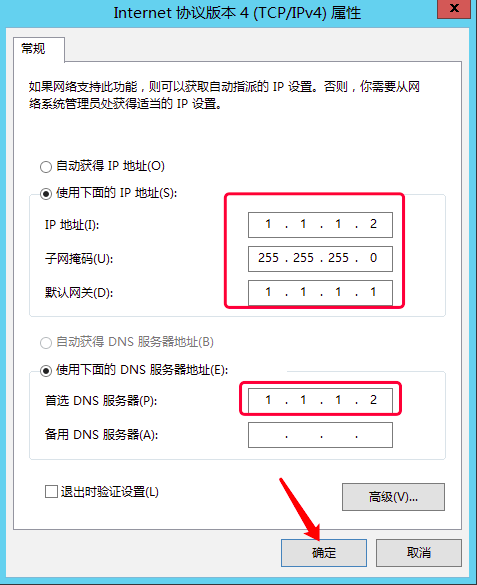 Internet 协议版本 4 (TCP/IPv4) 属性
X
常规
如果网络支持此功能，则可以获取自动指派的 IP 设置。否则，你需要从网
络系统管理员处获得适当的 IP 设置。
自动获得 IP 地址(O)
使用下面的 IP 地址(S):
IP 地址(I): 1 . 1 . 1 . 2
子网掩码(U): 255 . 255 . 255 . 0
默认网关(D): 1 . 1 . 1 . 1
自动获得 DNS 服务器地址(B)
使用下面的 DNS 服务器地址(E):
首选 DNS 服务器(P): 1 . 1 . 1 . 2
备用 DNS 服务器(A): . . .
退出时验证设置(L)
高级(V)...
确定 取消